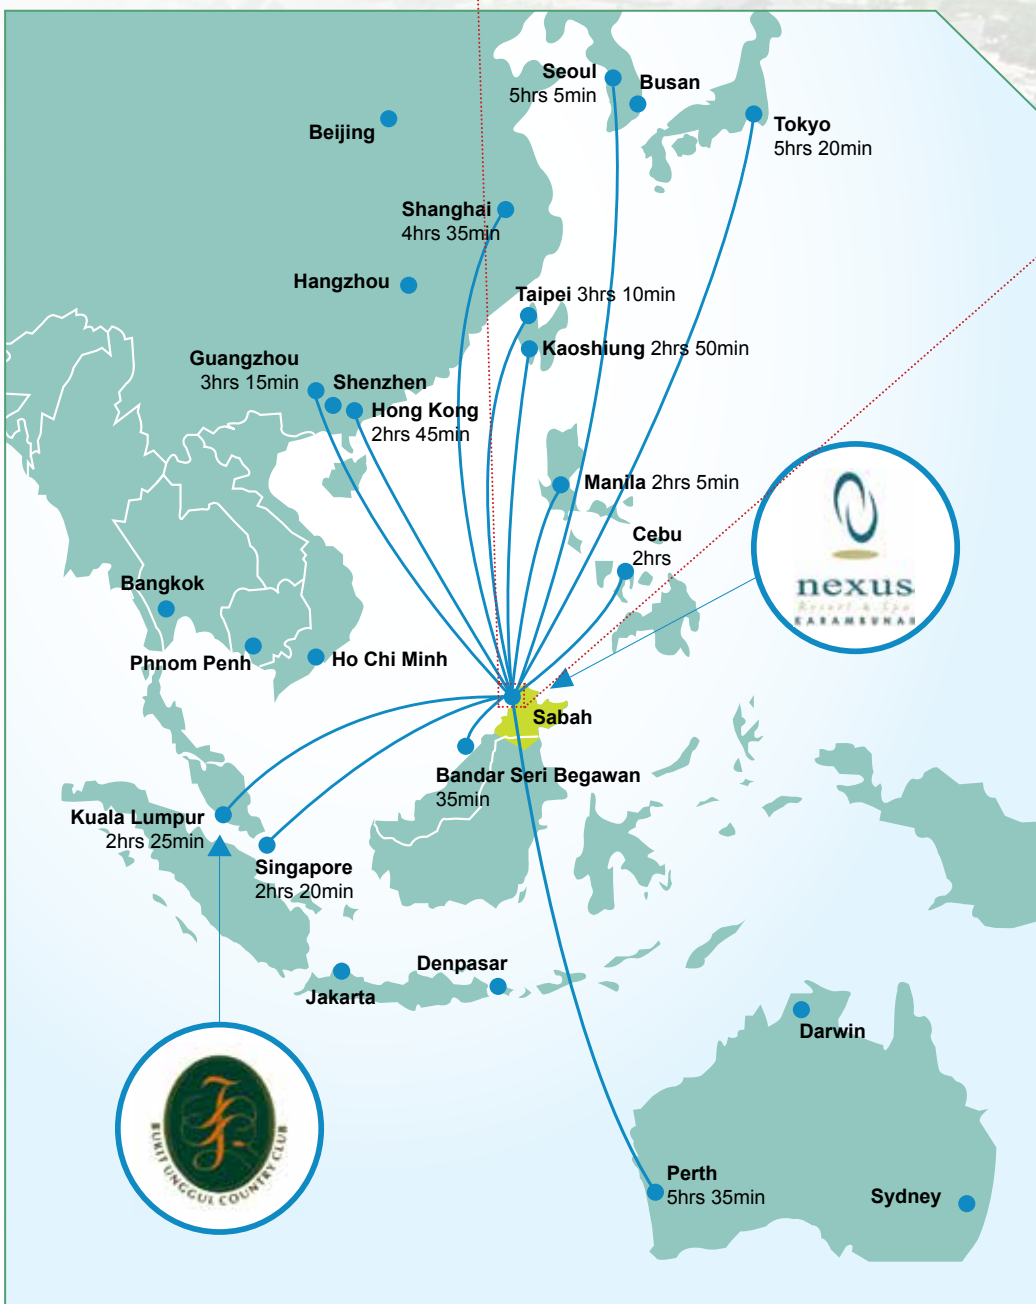 Seoul
5hrs 5min
Busan
Beijing
Tokyo
5hrs 20min
Shanghai
4hrs 35min
Hangzhou
Taipei 3hrs 10min
Kaoshiung 2hrs 50min
Guangzhou
3hrs 15min
Shenzhen
Hong Kong
2hrs 45min
Manila 2hrs 5min
Cebu
2hrs
nexus
Resort & Spa
KARAMBUNAI
Bangkok
Phnom Penh
Ho Chi Minh
Sabah
Bandar Seri Begawan
35min
Kuala Lumpur
2hrs 25min
Singapore
2hrs 20min
Denpasar
Jakarta
Darwin
BUKIT UNGGUL COUNTRY CLUB
Perth
5hrs 35min
Sydney